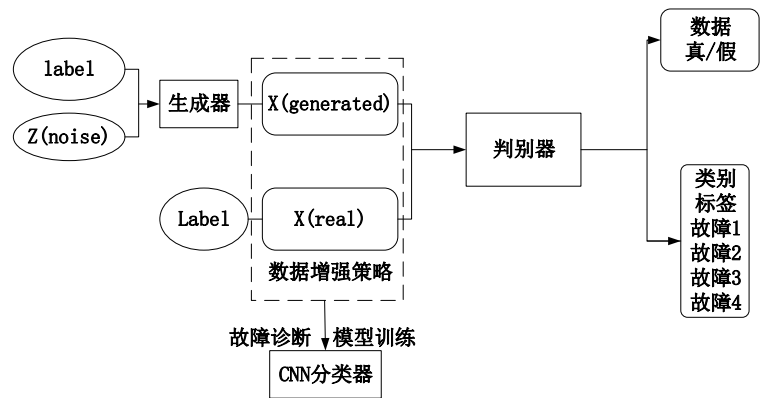 label
Z(noise)
生成器
X(generated)
Label
X(real)
数据增强策略
判别器
数据
真/假
类别
标签
故障1
故障2
故障3
故障4
故障诊断 模型训练
CNN分类器